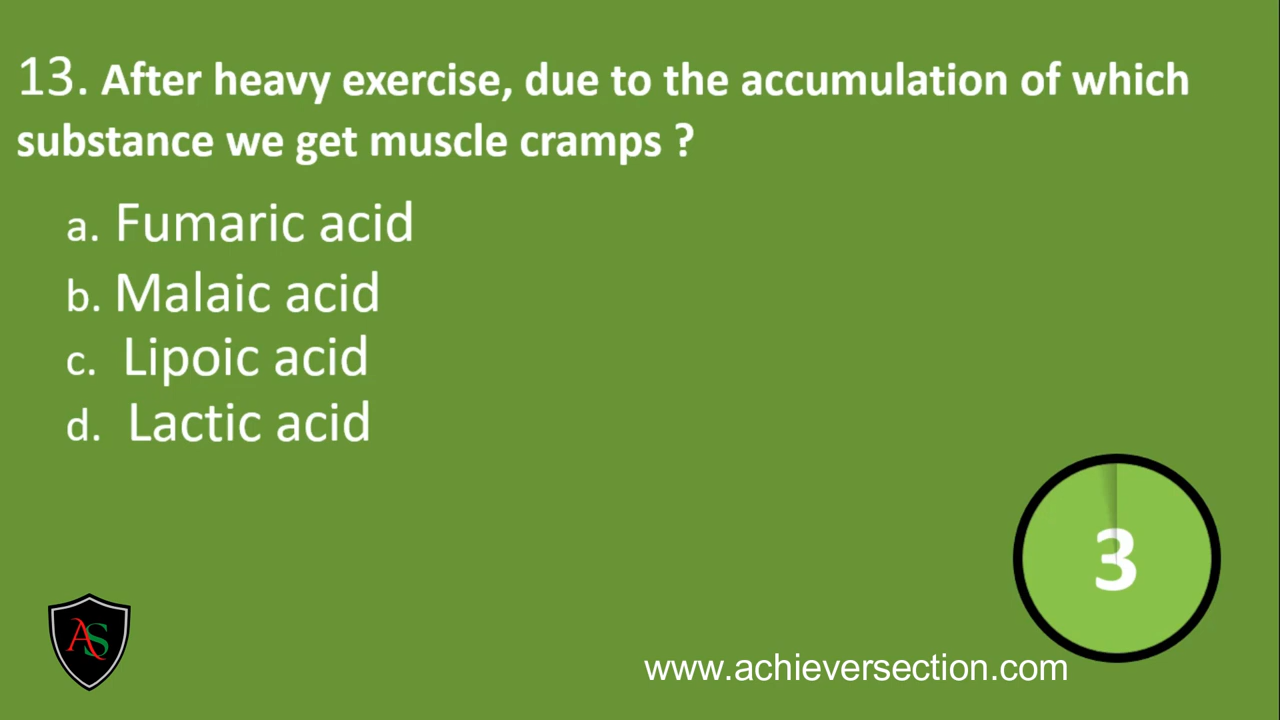 13. After heavy exercise, due to the accumulation of which
substance we get muscle cramps ?
a. Fumaric acid
b. Malaic acid
c. Lipoic acid
d. Lactic acid
3
AS
www.achieversection.com